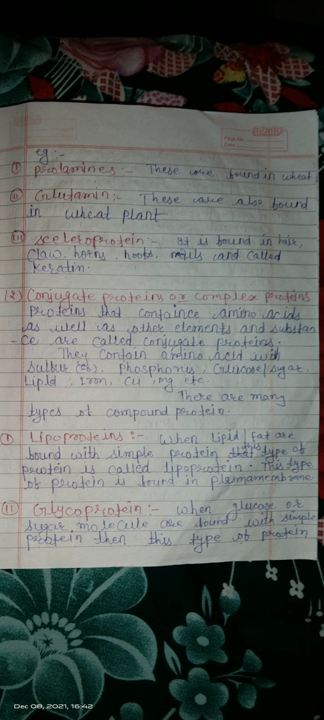 eg:-
(i) prolamines:- These are found in wheat
(ii) Glutamin:- These are also found
in wheat plant
(iii) scleroprotein:- It is found in hair,
claw, horns, hoofs, nails and called
keratin.
(2) Conjugate proteins or complex proteins
proteins that containce amino acids
as well as other elements and substan
- ce are called conjugate proteins.
They contain amino acid with
sulfur, phosphorus, Glucose/sugar,
Lipid, Iron, Cu, mg etc
There are many
types of compound protein.
(i) Lipoproteins:- When lipid/fat are
found with simple protein this type of
protein is called lipoprotein. This type
of protein is found in plasmamembrane
(ii) Glycoprotein:- when glucose or
sugar molecule are found with simple
protein then this type of protein
Dec 08, 2021, 16:42